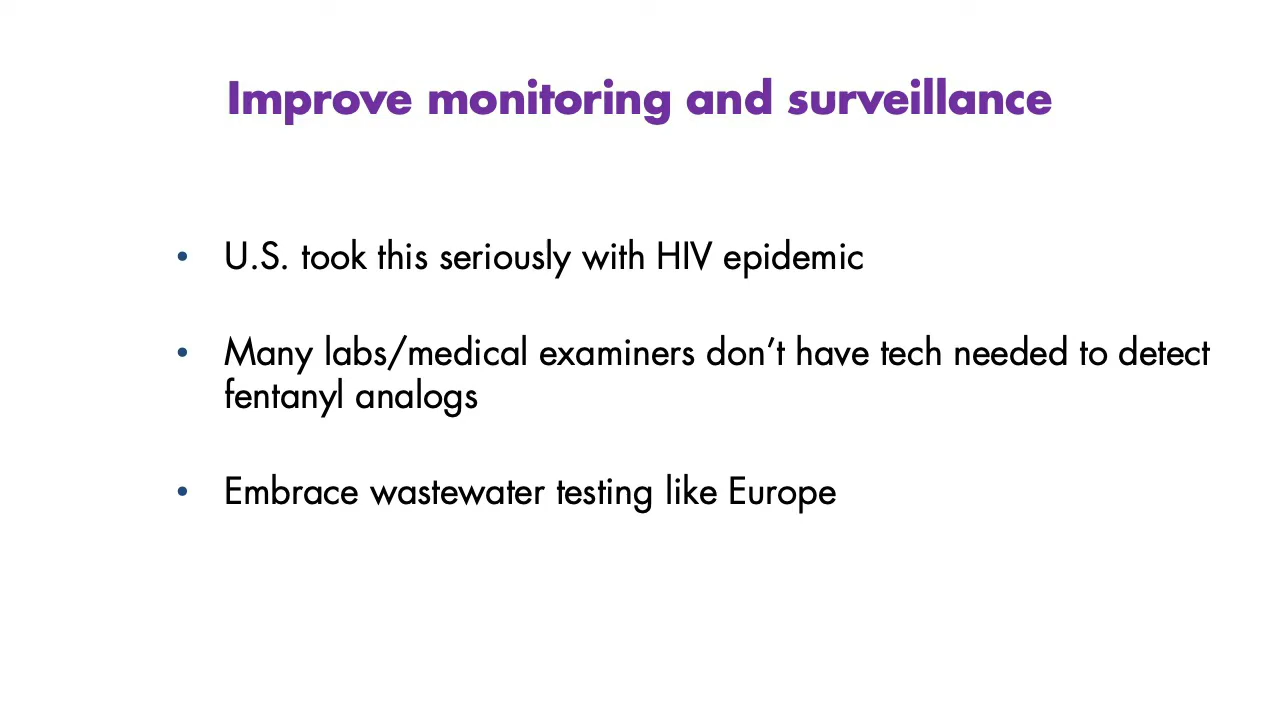 Improve monitoring and surveillance
• U.S. took this seriously with HIV epidemic
• Many labs/medical examiners don’t have tech needed to detect
fentanyl analogs
• Embrace wastewater testing like Europe